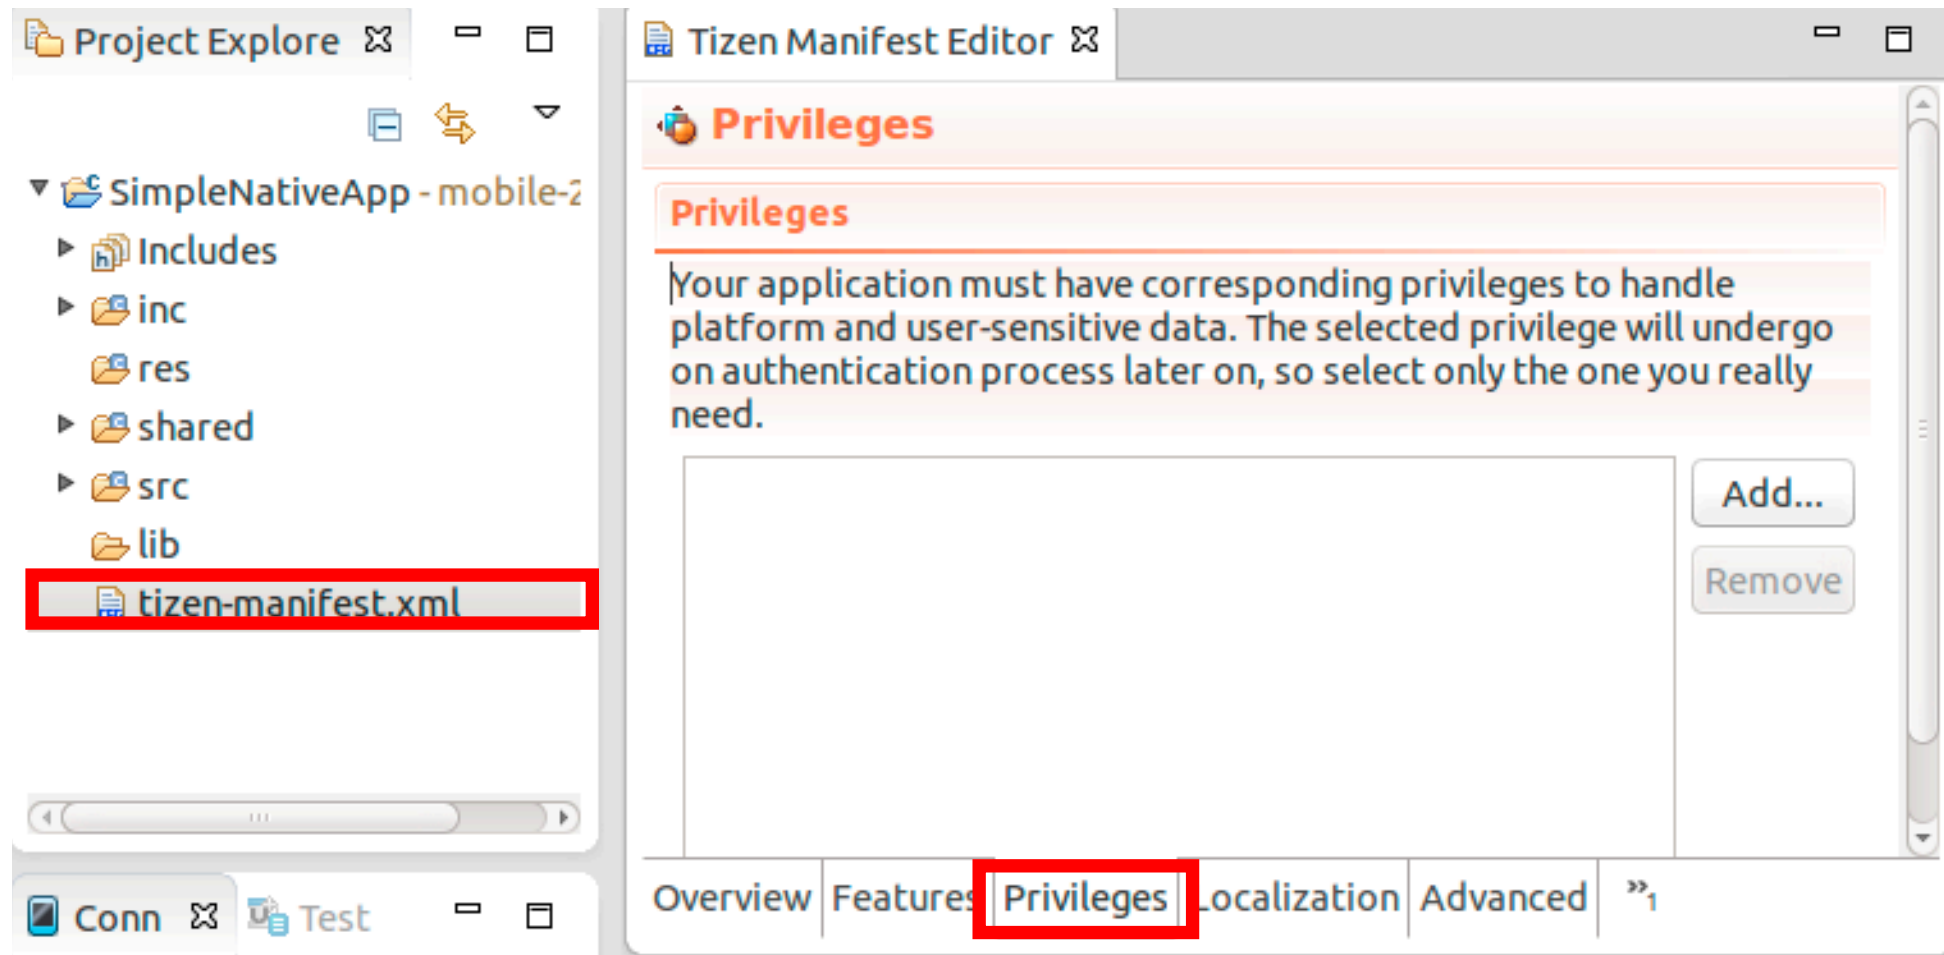 Project Explore
SimpleNativeApp - mobile-2
Includes
inc
res
shared
src
lib
tizen-manifest.xml
Conn
Test
Tizen Manifest Editor
Privileges
Privileges
Your application must have corresponding privileges to handle
platform and user-sensitive data. The selected privilege will undergo
on authentication process later on, so select only the one you really
need.
Add...
Remove
Overview Features Privileges Localization Advanced »1